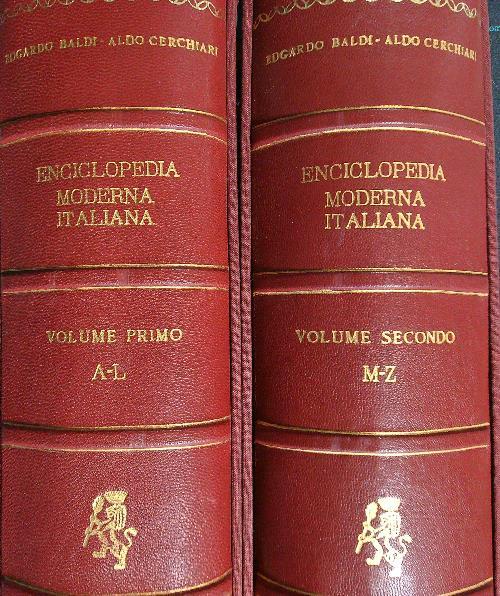 EDGARDO BALDI - ALDO CERCHIARI
ENCICLOPEDIA
MODERNA
ITALIANA
VOLUME PRIMO
A-L
EDGARDO BALDI - ALDO CERCHIARI
ENCICLOPEDIA
MODERNA
ITALIANA
VOLUME SECONDO
M-Z